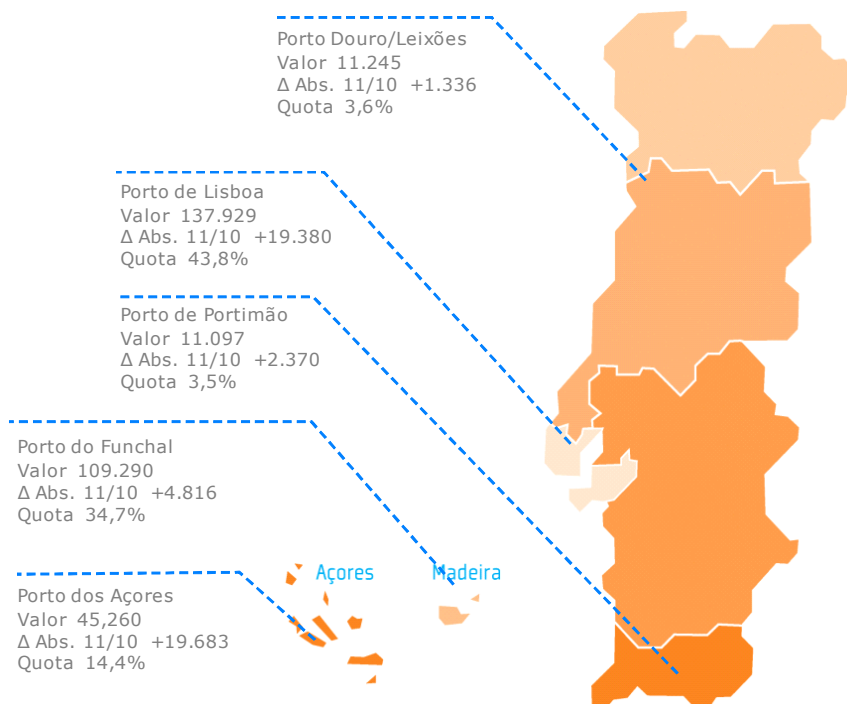 Porto Douro/Leixões
Valor 11.245
Δ Abs. 11/10 +1.336
Quota 3,6%
Porto de Lisboa
Valor 137.929
Δ Abs. 11/10 +19.380
Quota 43,8%
Porto de Portimão
Valor 11.097
Δ Abs. 11/10 +2.370
Quota 3,5%
Porto do Funchal
Valor 109.290
Δ Abs. 11/10 +4.816
Quota 34,7%
Açores Madeira
Porto dos Açores
Valor 45,260
Δ Abs. 11/10 +19.683
Quota 14,4%